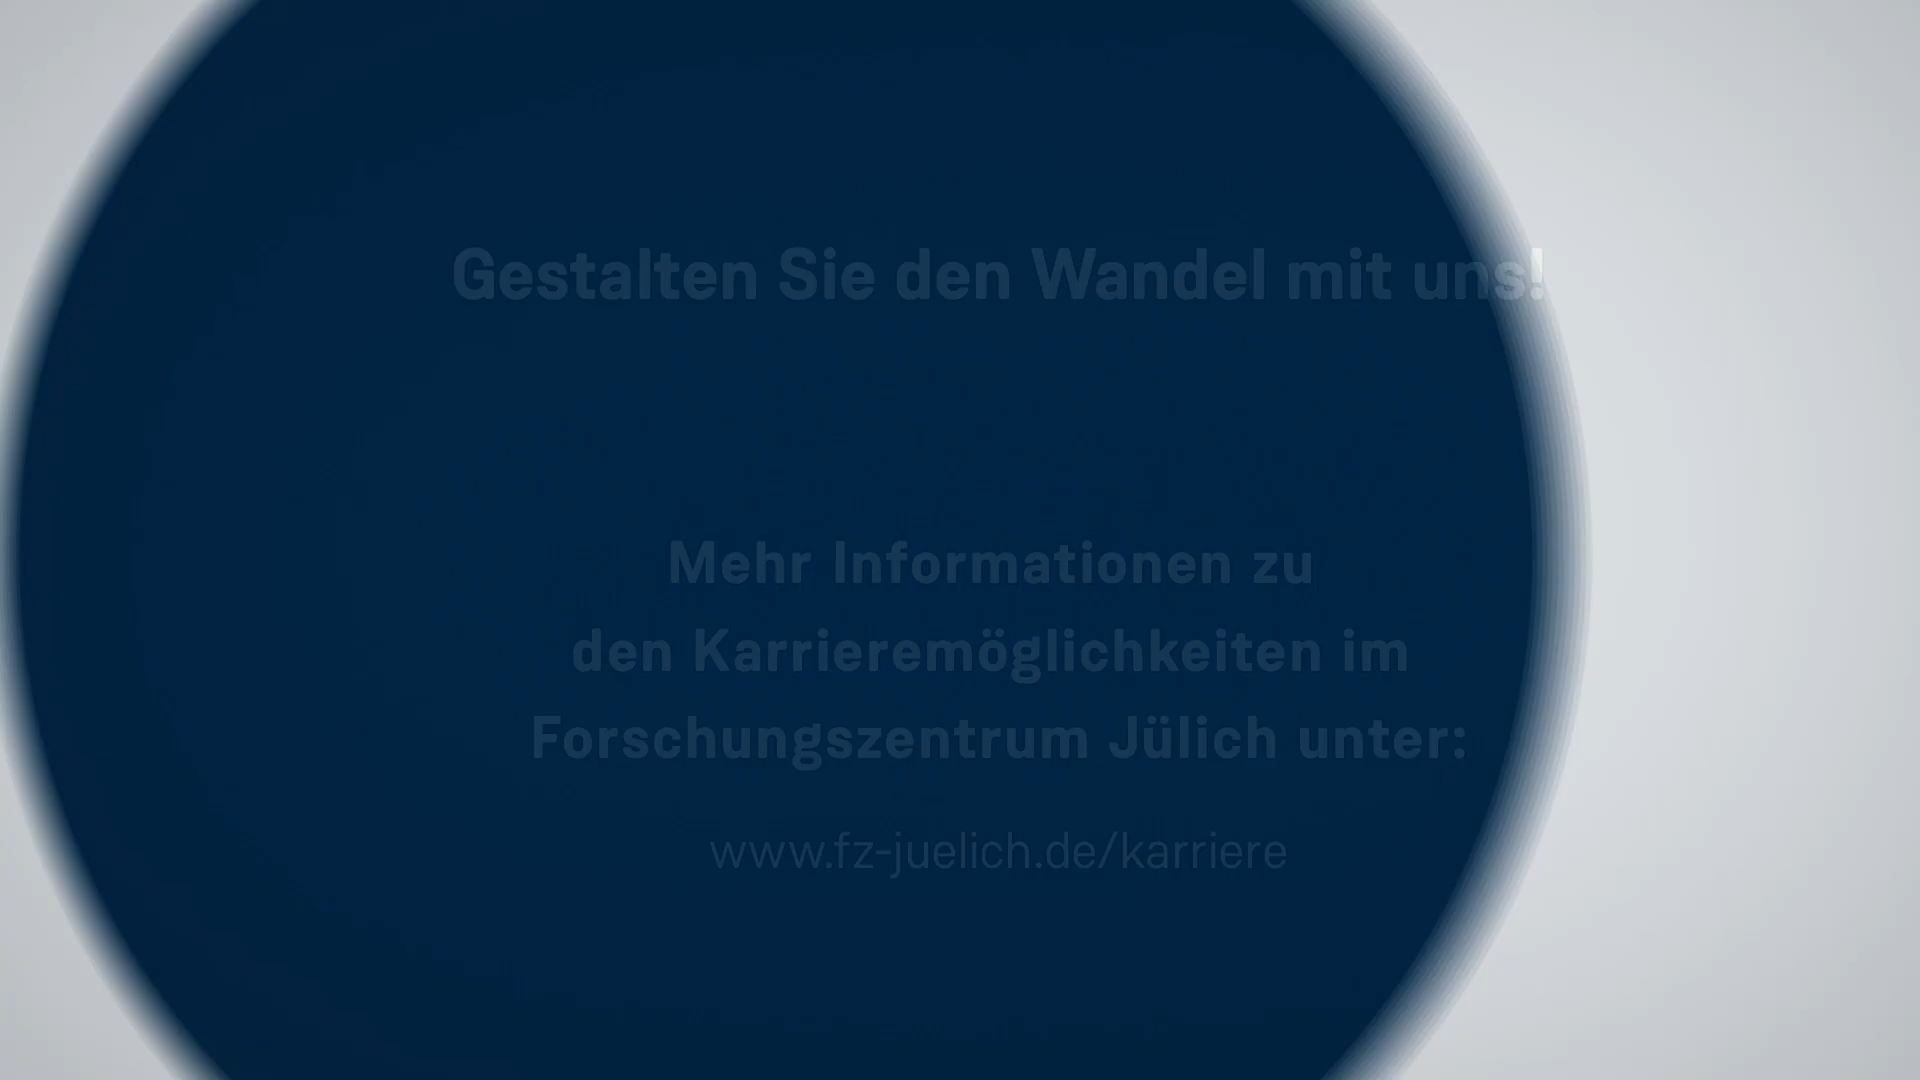 Gestalten Sie den Wandel mit uns!
Mehr Informationen zu
den Karrieremöglichkeiten im
Forschungszentrum Jülich unter:
www.fz-juelich.de/karriere